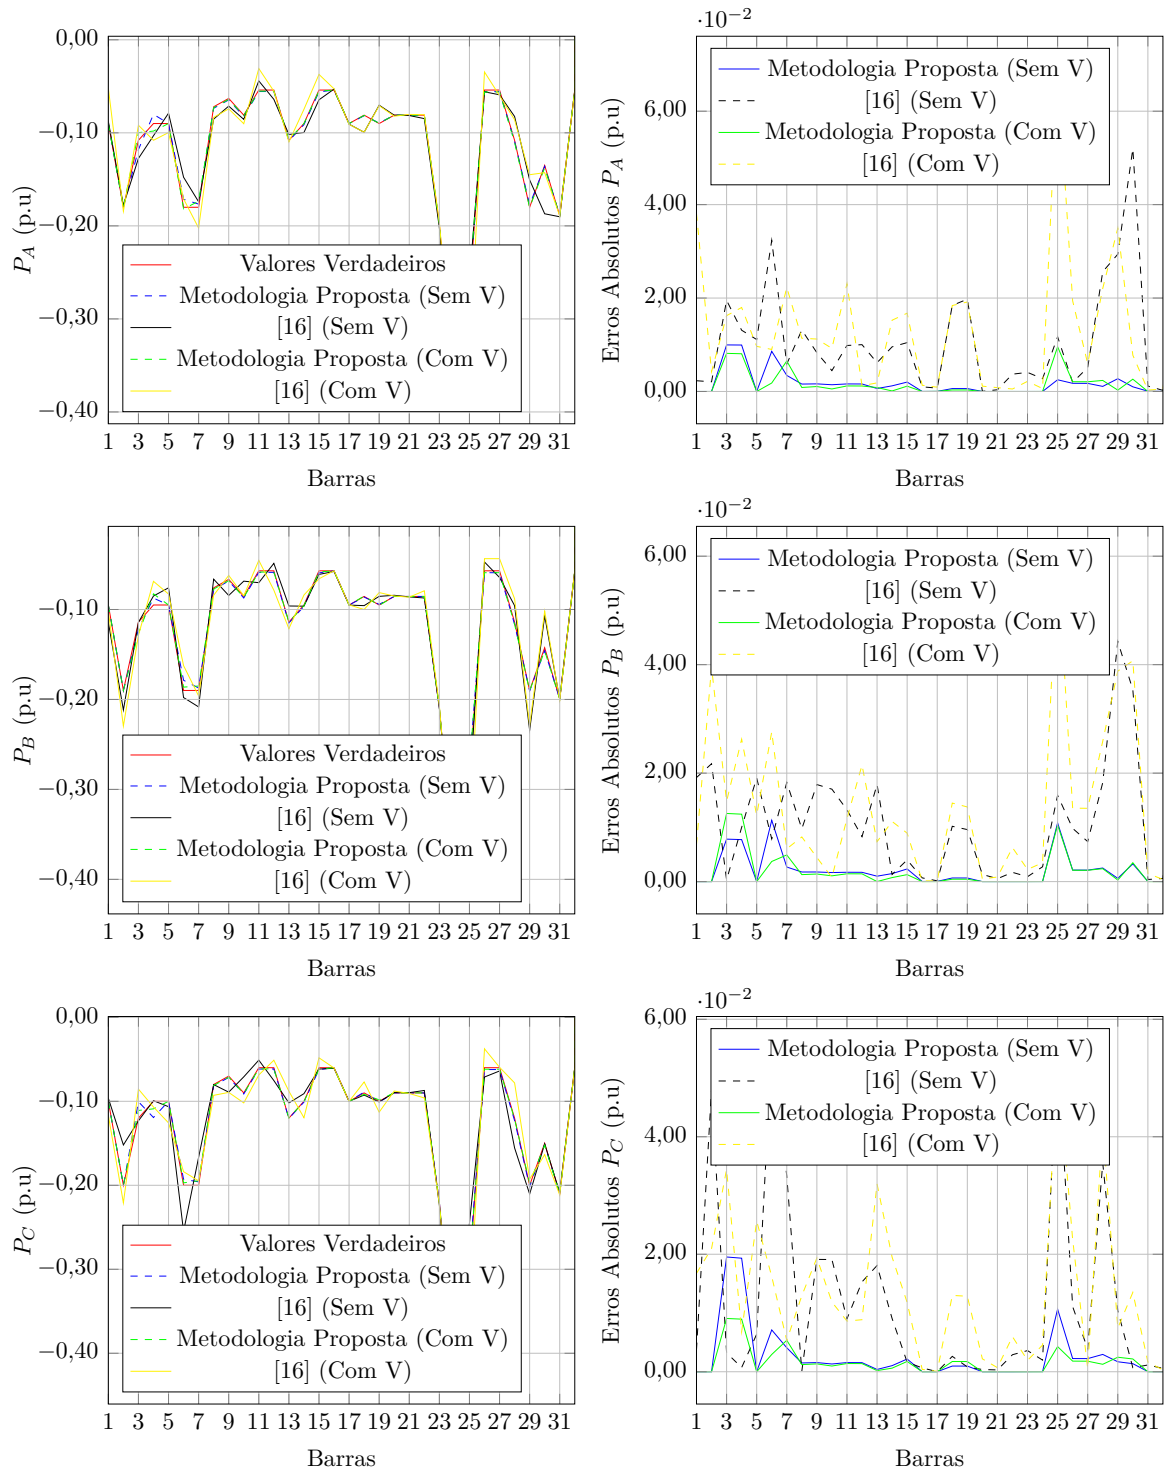 0,00
−0,10
−0,20
−0,30
−0,40
P_A (p.u)
Valores Verdadeiros
Metodologia Proposta (Sem V)
[16] (Sem V)
Metodologia Proposta (Com V)
[16] (Com V)
1 3 5 7 9 11 13 15 17 19 21 23 25 27 29 31
Barras
·10−2
6,00
4,00
2,00
0,00
Erros Absolutos P_A (p.u)
Metodologia Proposta (Sem V)
[16] (Sem V)
Metodologia Proposta (Com V)
[16] (Com V)
1 3 5 7 9 11 13 15 17 19 21 23 25 27 29 31
Barras
−0,10
−0,20
−0,30
−0,40
P_B (p.u)
Valores Verdadeiros
Metodologia Proposta (Sem V)
[16] (Sem V)
Metodologia Proposta (Com V)
[16] (Com V)
1 3 5 7 9 11 13 15 17 19 21 23 25 27 29 31
Barras
·10−2
6,00
4,00
2,00
0,00
Erros Absolutos P_B (p.u)
Metodologia Proposta (Sem V)
[16] (Sem V)
Metodologia Proposta (Com V)
[16] (Com V)
1 3 5 7 9 11 13 15 17 19 21 23 25 27 29 31
Barras
0,00
−0,10
−0,20
−0,30
−0,40
P_C (p.u)
Valores Verdadeiros
Metodologia Proposta (Sem V)
[16] (Sem V)
Metodologia Proposta (Com V)
[16] (Com V)
1 3 5 7 9 11 13 15 17 19 21 23 25 27 29 31
Barras
·10−2
6,00
4,00
2,00
0,00
Erros Absolutos P_C (p.u)
Metodologia Proposta (Sem V)
[16] (Sem V)
Metodologia Proposta (Com V)
[16] (Com V)
1 3 5 7 9 11 13 15 17 19 21 23 25 27 29 31
Barras